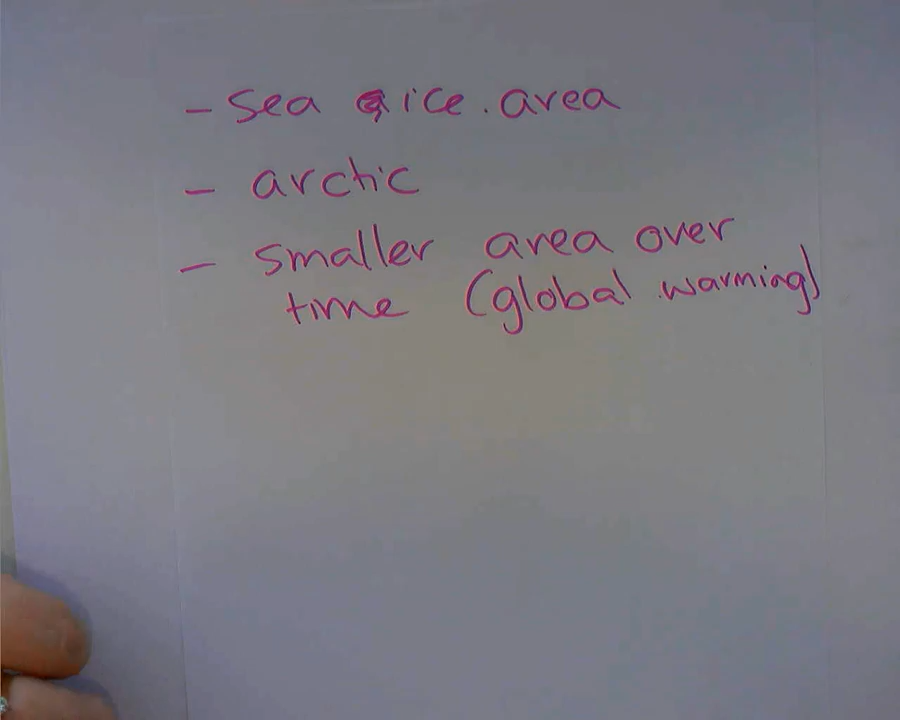 - sea ice. area
- arctic
- smaller area over
time (global warming)